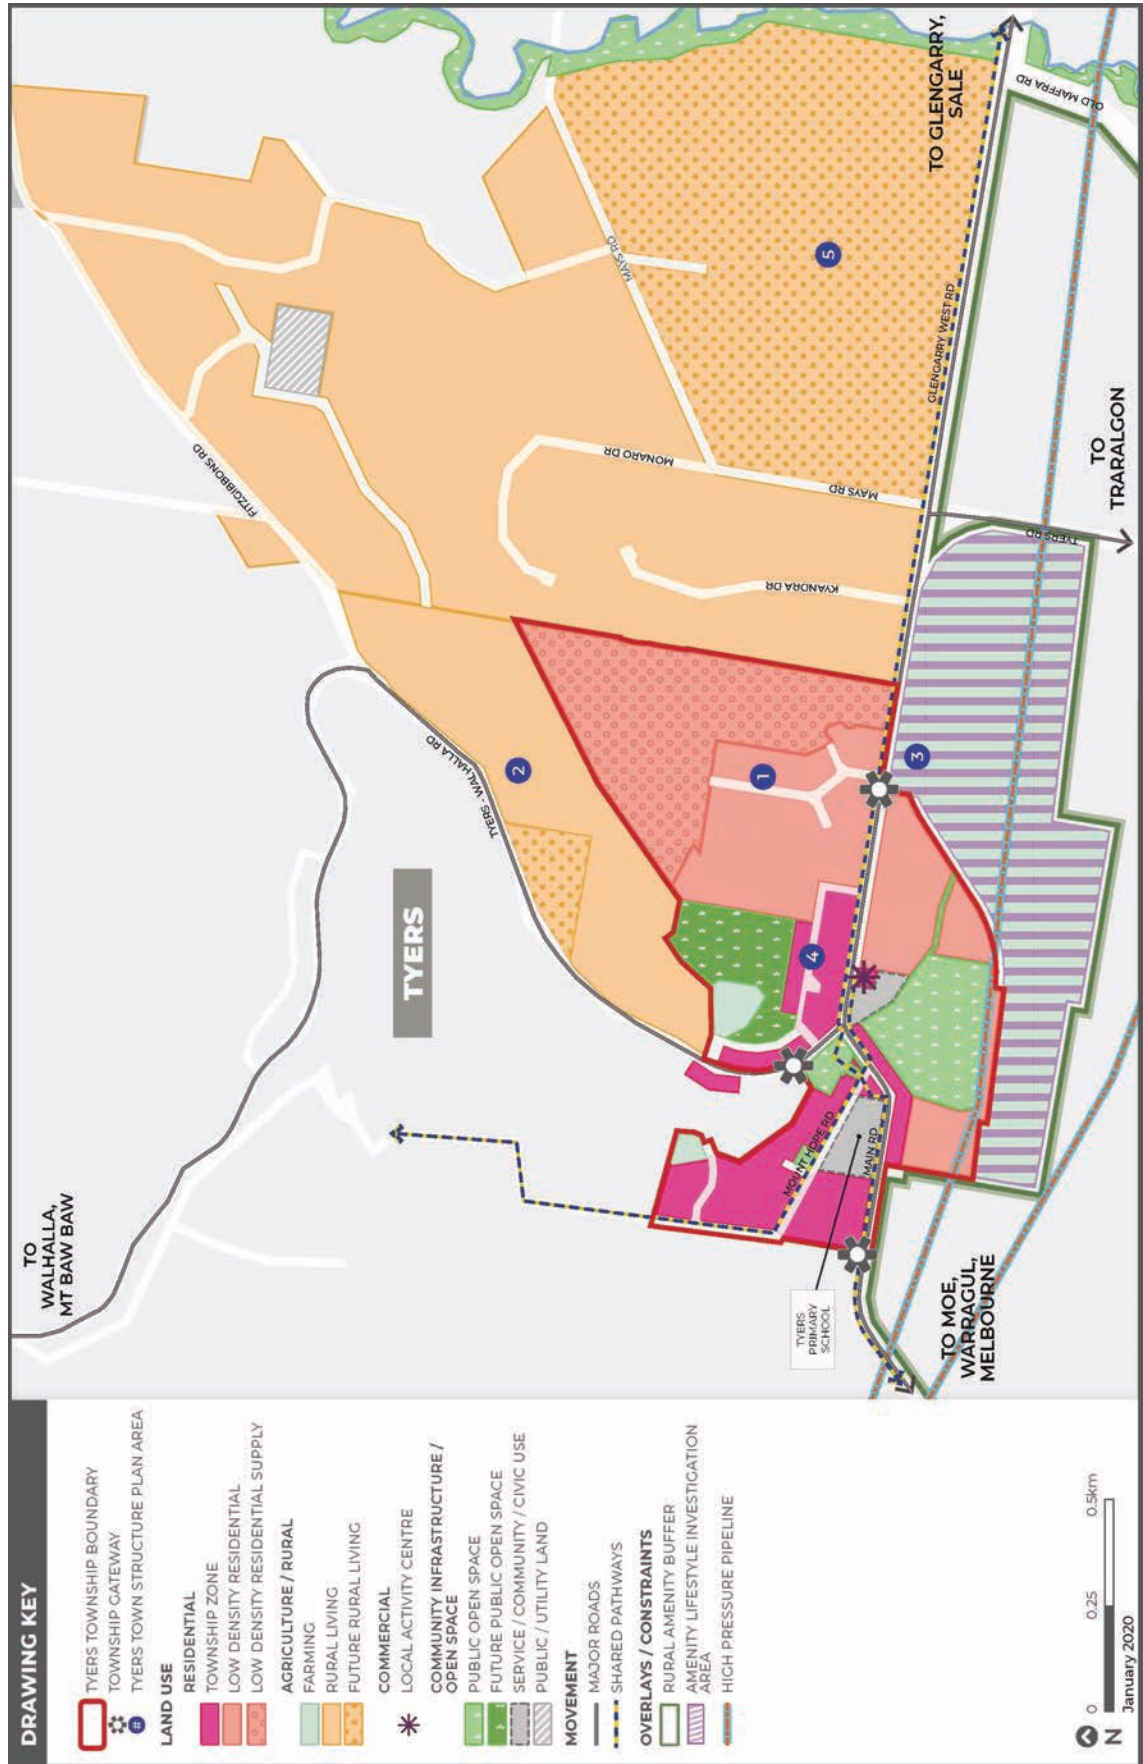 DRAWING KEY
TYERS TOWNSHIP BOUNDARY
TOWNSHIP GATEWAY
# TYERS TOWN STRUCTURE PLAN AREA
LAND USE
RESIDENTIAL
TOWNSHIP ZONE
LOW DENSITY RESIDENTIAL
LOW DENSITY RESIDENTIAL SUPPLY
AGRICULTURE / RURAL
FARMING
RURAL LIVING
FUTURE RURAL LIVING
COMMERCIAL
LOCAL ACTIVITY CENTRE
COMMUNITY INFRASTRUCTURE /
OPEN SPACE
PUBLIC OPEN SPACE
FUTURE PUBLIC OPEN SPACE
SERVICE / COMMUNITY / CIVIC USE
PUBLIC / UTILITY LAND
MOVEMENT
MAJOR ROADS
SHARED PATHWAYS
OVERLAYS / CONSTRAINTS
RURAL AMENITY BUFFER
AMENITY LIFESTYLE INVESTIGATION
AREA
HIGH PRESSURE PIPELINE
N
0
0.25
0.5km
January 2020
TO
WALHALLA,
MT BAW BAW
TYERS
FITZGIBBONS RD
TYERS - WALHALLA RD
2
MONARO DR
MAYS RD
MAYS RD
KYANDRA DR
5
GLENGARRY WEST RD
TO GLENGARRY,
SALE
OLD MAFFRA RD
1
4
3
TYERS RD
TO
TRARALGON
MOUNT HOPE RD
MAIN RD
TYERS
PRIMARY
SCHOOL
TO MOE,
WARRAGUL,
MELBOURNE